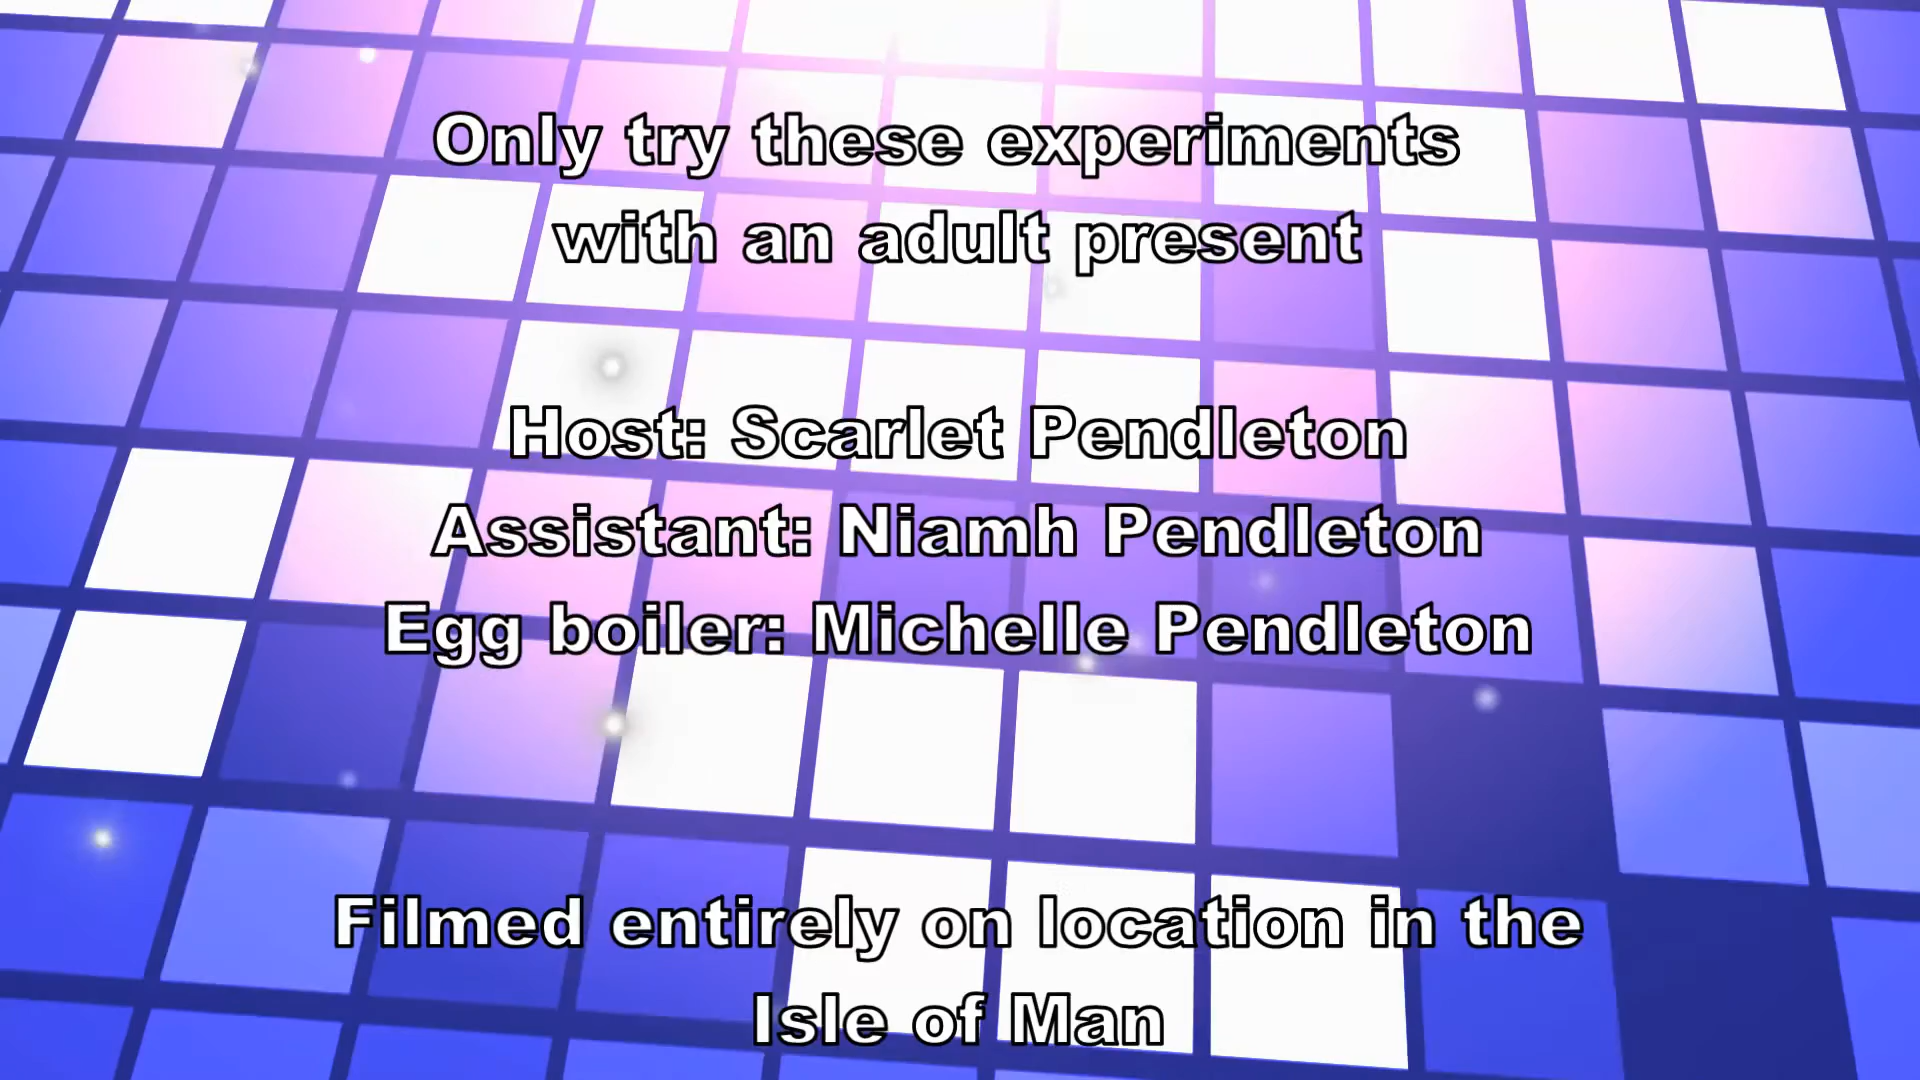 Only try these experiments
with an adult present
Host: Scarlet Pendleton
Assistant: Niamh Pendleton
Egg boiler: Michelle Pendleton
Filmed entirely on location in the
Isle of Man